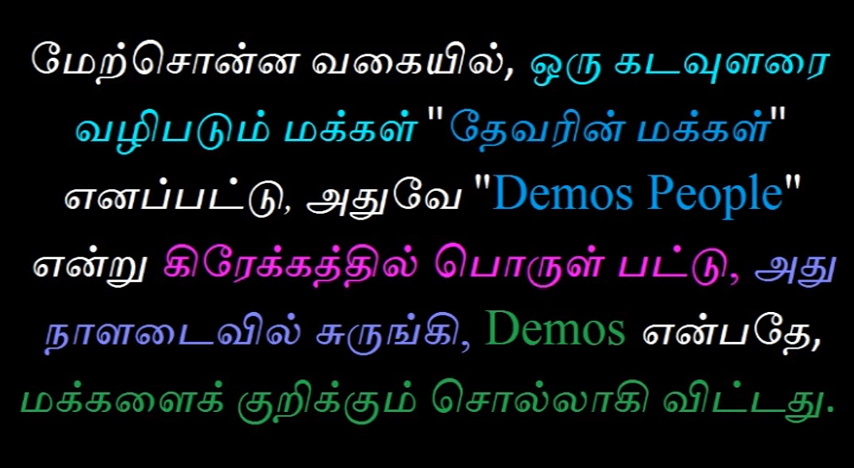 மேற்சொன்ன வகையில், ஒரு கடவுளரை
வழிபடும் மக்கள் "தேவரின் மக்கள்"
எனப்பட்டு, அதுவே "Demos People"
என்று கிரேக்கத்தில் பொருள் பட்டு, அது
நாளடைவில் சுருங்கி, Demos என்பதே,
மக்களைக் குறிக்கும் சொல்லாகி விட்டது.